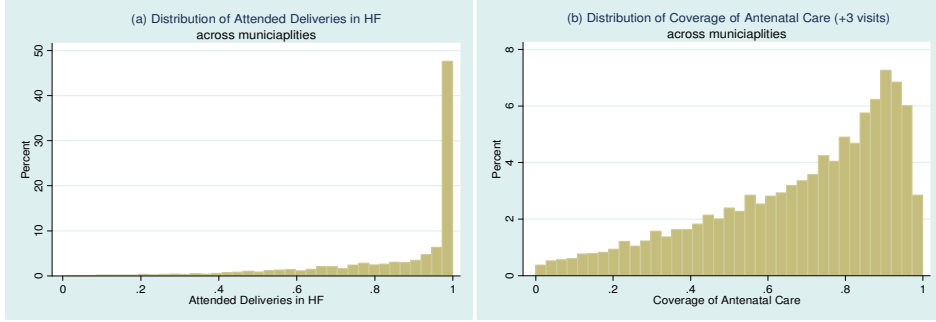 (a) Distribution of Attended Deliveries in HF
across municiaplities
50
40
30
20
10
0
Percent
0 .2 .4 .6 .8 1
Attended Deliveries in HF
(b) Distribution of Coverage of Antenatal Care (+3 visits)
across municiaplities
8
6
4
2
0
Percent
0 .2 .4 .6 .8 1
Coverage of Antenatal Care